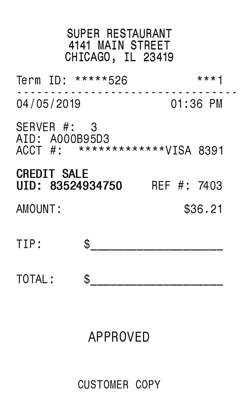 SUPER RESTAURANT
4141 MAIN STREET
CHICAGO, IL 23419
Term ID: *****526 ***1
04/05/2019 01:36 PM
SERVER #: 3
AID: A000B95D3
ACCT #: *************VISA 8391
CREDIT SALE
UID: 83524934750 REF #: 7403
AMOUNT: $36.21
TIP: $____________________
TOTAL: $____________________
APPROVED
CUSTOMER COPY